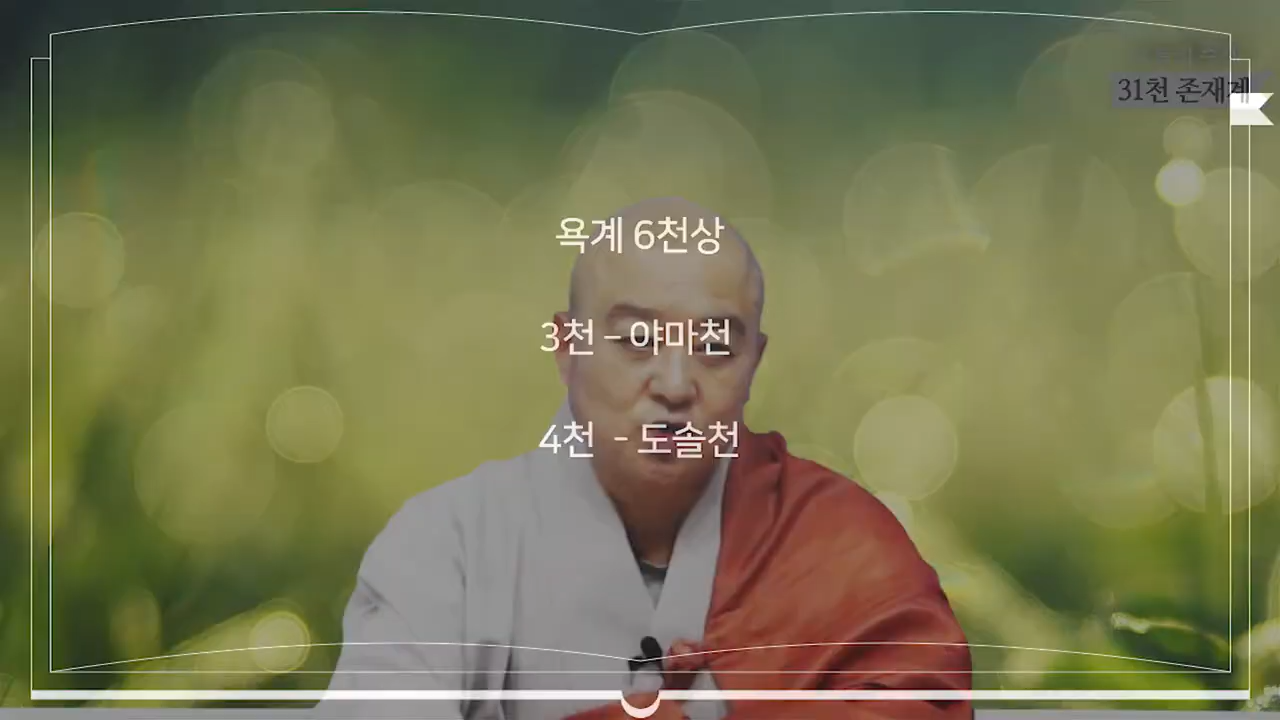 31천 존재계
욕계 6천상
3천 – 야마천
4천 - 도솔천